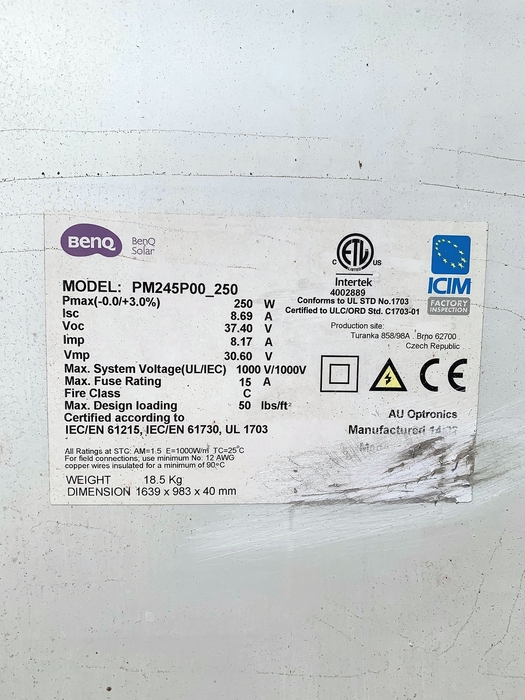 BenQ
BenQ
Solar
MODEL: PM245P00_250
Pmax(-0.0/+3.0%) 250 W
Isc 8.69 A
Voc 37.40 V
Imp 8.17 A
Vmp 30.60 V
Max. System Voltage(UL/IEC) 1000 V/1000V
Max. Fuse Rating 15 A
Fire Class C
Max. Design loading 50 lbs/ft²
Certified according to
IEC/EN 61215, IEC/EN 61730, UL 1703
All Ratings at STC: AM=1.5 E=1000W/m² TC=25°C
For field connections, use minimum No. 12 AWG
copper wires insulated for a minimum of 90°C
WEIGHT 18.5 Kg
DIMENSION 1639 x 983 x 40 mm
C ETL US
Intertek
4002889
Conforms to UL STD No.1703
Certified to ULC/ORD Std. C1703-01
ICIM
FACTORY
INSPECTION
Production site:
Turanka 858/98A . Brno 62700 .
Czech Republic
CE
AU Optronics
Manufactured